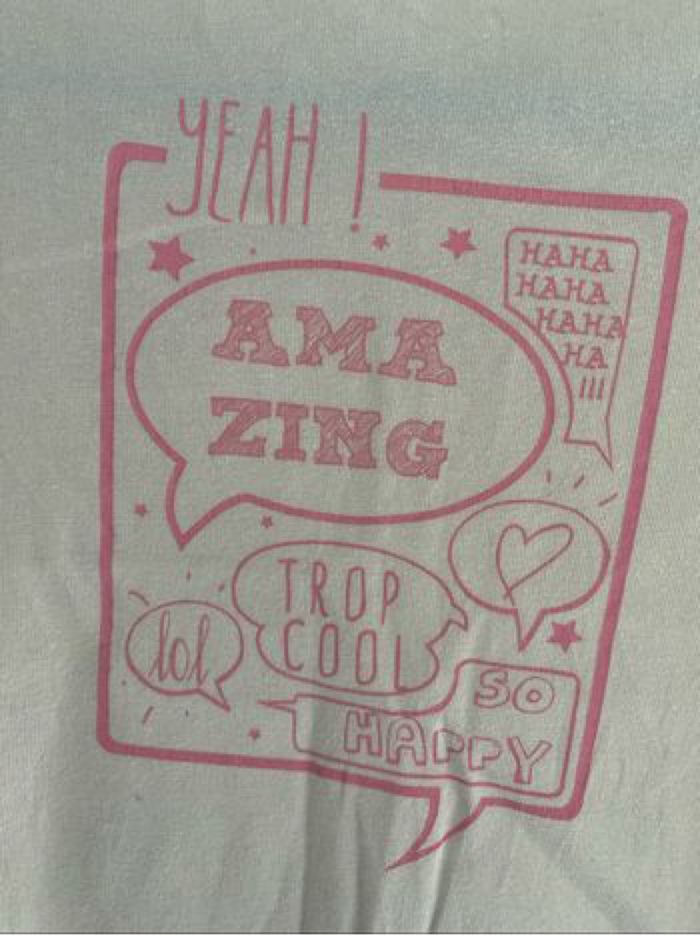 YEAH !
HAHA
HAHA
HAHA
HA
!!!
AMA
ZING
TROP
COOL
lol
SO
HAPPY